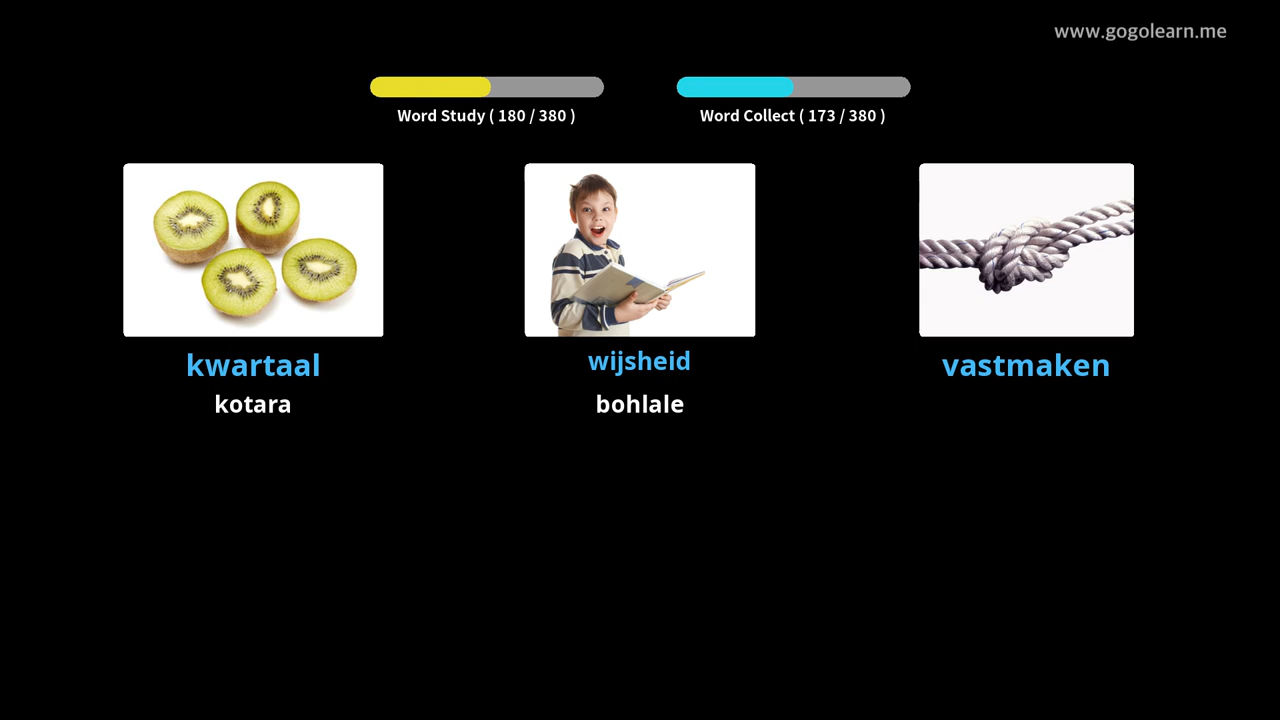 www.gogolearn.me
Word Study ( 180 / 380 )
Word Collect ( 173 / 380 )
kwartaal
kotara
wijsheid
bohlale
vastmaken